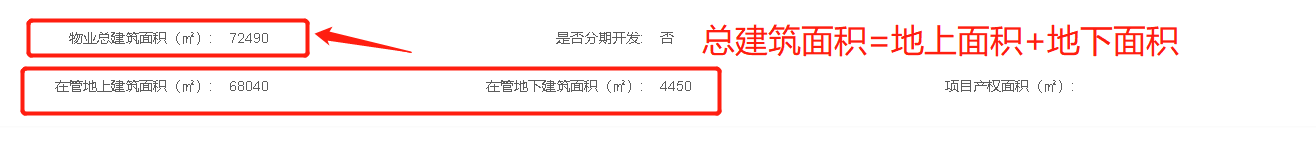 物业总建筑面积（㎡）: 72490 是否分期开发: 否 总建筑面积=地上面积+地下面积
在管地上建筑面积（㎡）: 68040 在管地下建筑面积（㎡）: 4450 项目产权面积（㎡）: